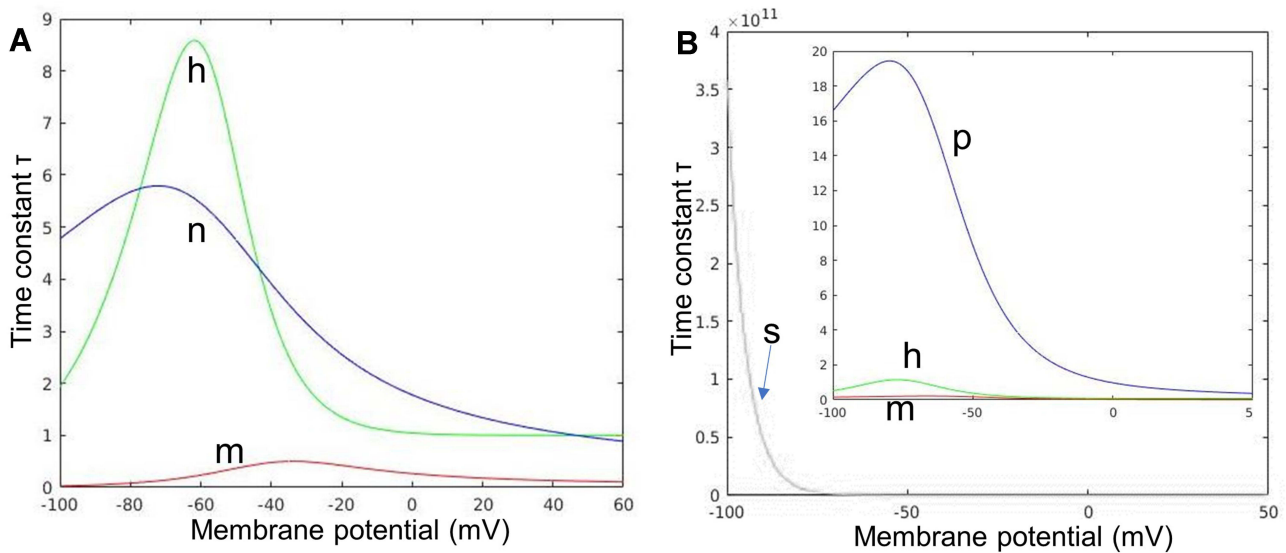 A
9
8
7
6
5
4
3
2
1
0
Time constant τ
h
n
m
-100 -80 -60 -40 -20 0 20 40 60
Membrane potential (mV)
B
×10¹¹
4
3.5
3
2.5
2
1.5
1
0.5
0
Time constant τ
s
20
18
16
14
12
10
8
6
4
2
0
p
h
m
-100 -50 0 5
-100 -50 0 50
Membrane potential (mV)